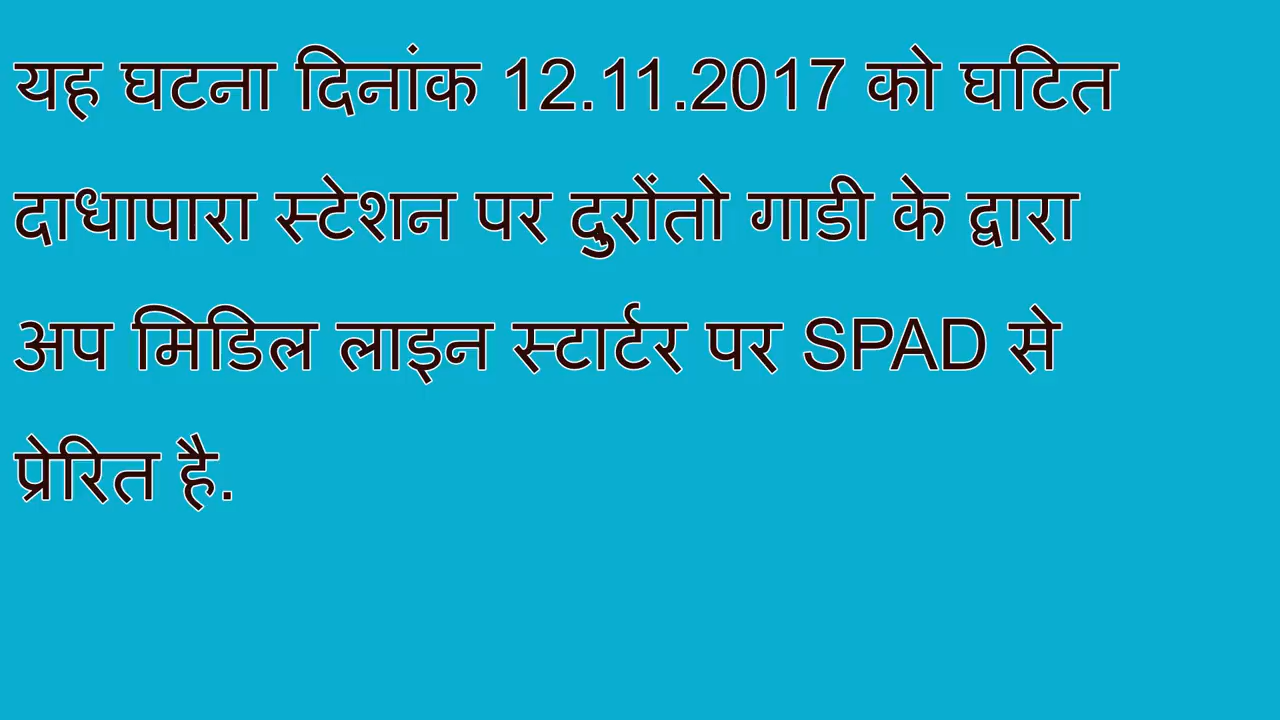 यह घटना दिनांक 12.11.2017 को घटित
दाधापारा स्टेशन पर दुरोंतो गाडी के द्वारा
अप मिडिल लाइन स्टार्टर पर SPAD से
प्रेरित है.